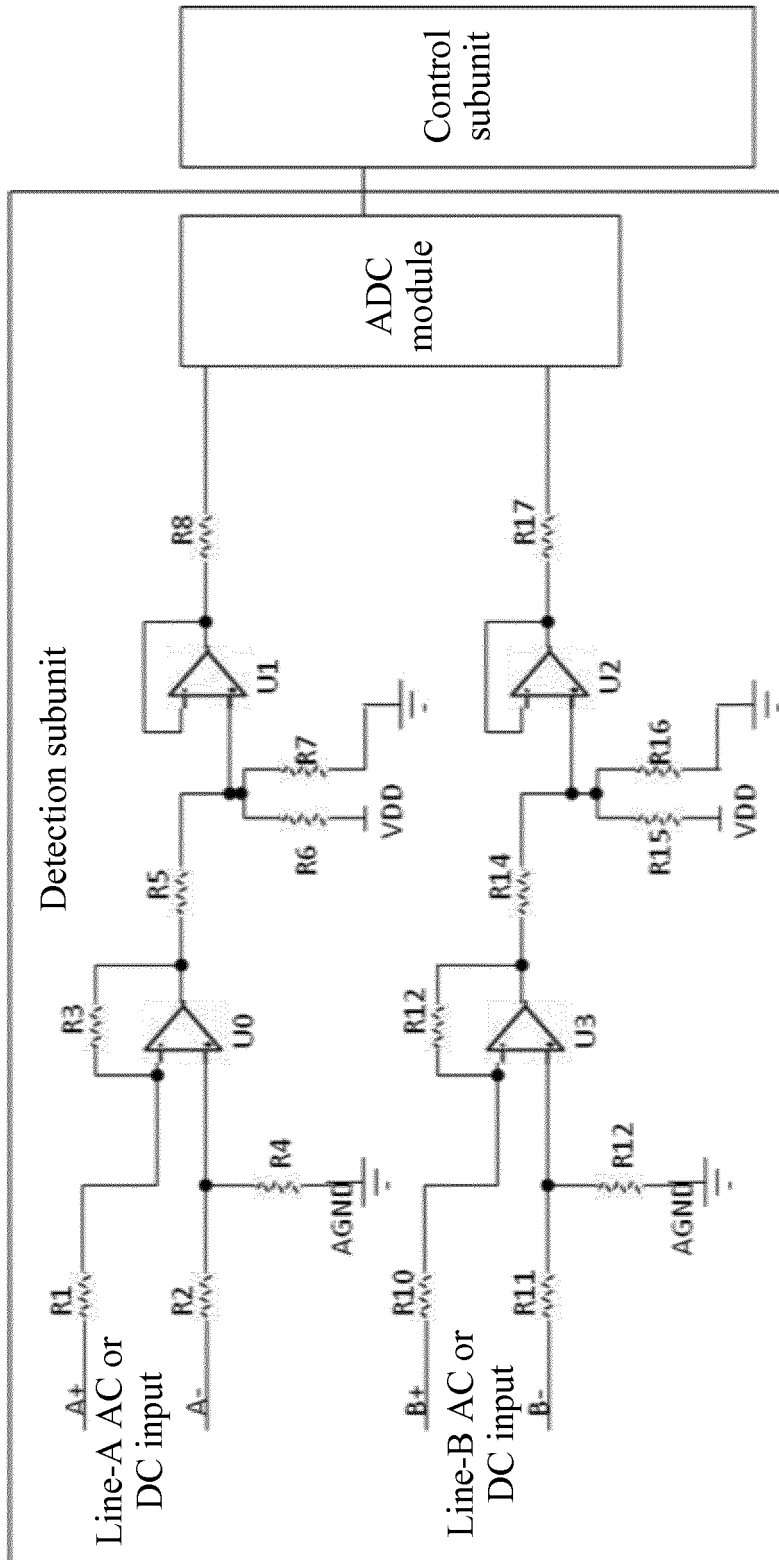 Detection subunit
Line-A AC or
DC input
A+
A-
R1
R2
R3
R4
AGND
U0
R5
R6
R7
VDD
U1
R8
Line-B AC or
DC input
B+
B-
R10
R11
R12
R12
AGND
U3
R14
R15
R16
VDD
U2
R17
ADC
module
Control
subunit